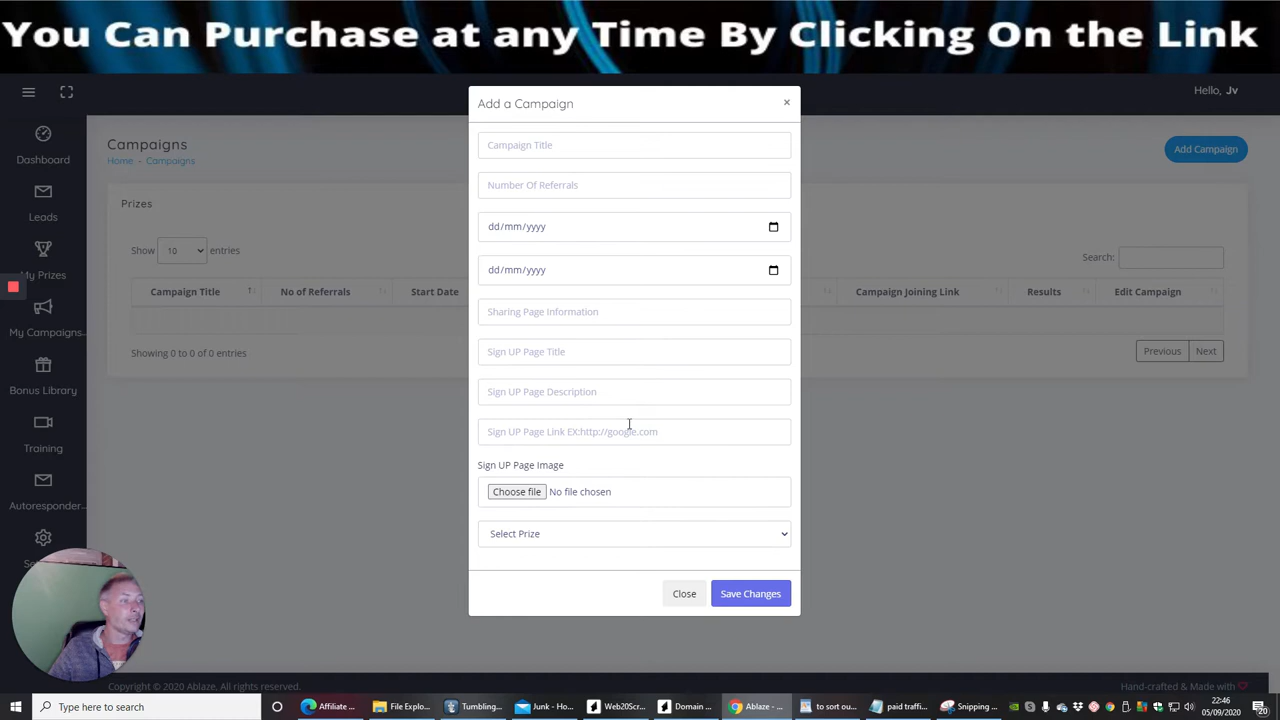 You Can Purchase at any Time By Clicking On the Link
Hello, Jv
Add a Campaign
×
Campaign Title
Number Of Referrals
dd/mm/yyyy
dd/mm/yyyy
Sharing Page Information
Sign UP Page Title
Sign UP Page Description
Sign UP Page Link EX:http://google.com
Sign UP Page Image
Choose file No file chosen
Select Prize
Close Save Changes
Dashboard
Leads
My Prizes
My Campaigns..
Bonus Library
Training
Autoresponder..
Campaigns
Home - Campaigns
Add Campaign
Prizes
Show 10 entries
Search:
Campaign Title No of Referrals Start Date Campaign Joining Link Results Edit Campaign
Showing 0 to 0 of 0 entries
Previous Next
Copyright © 2020 Ablaze, All rights reserved.
Hand-crafted & Made with
Type here to search
Affiliate ...
File Explo...
Tumbling...
Junk - Ho...
Web20Scr...
Domain ...
Ablaze - ...
to sort ou...
paid traffi...
Snipping ...
22:46
05/09/2020
20